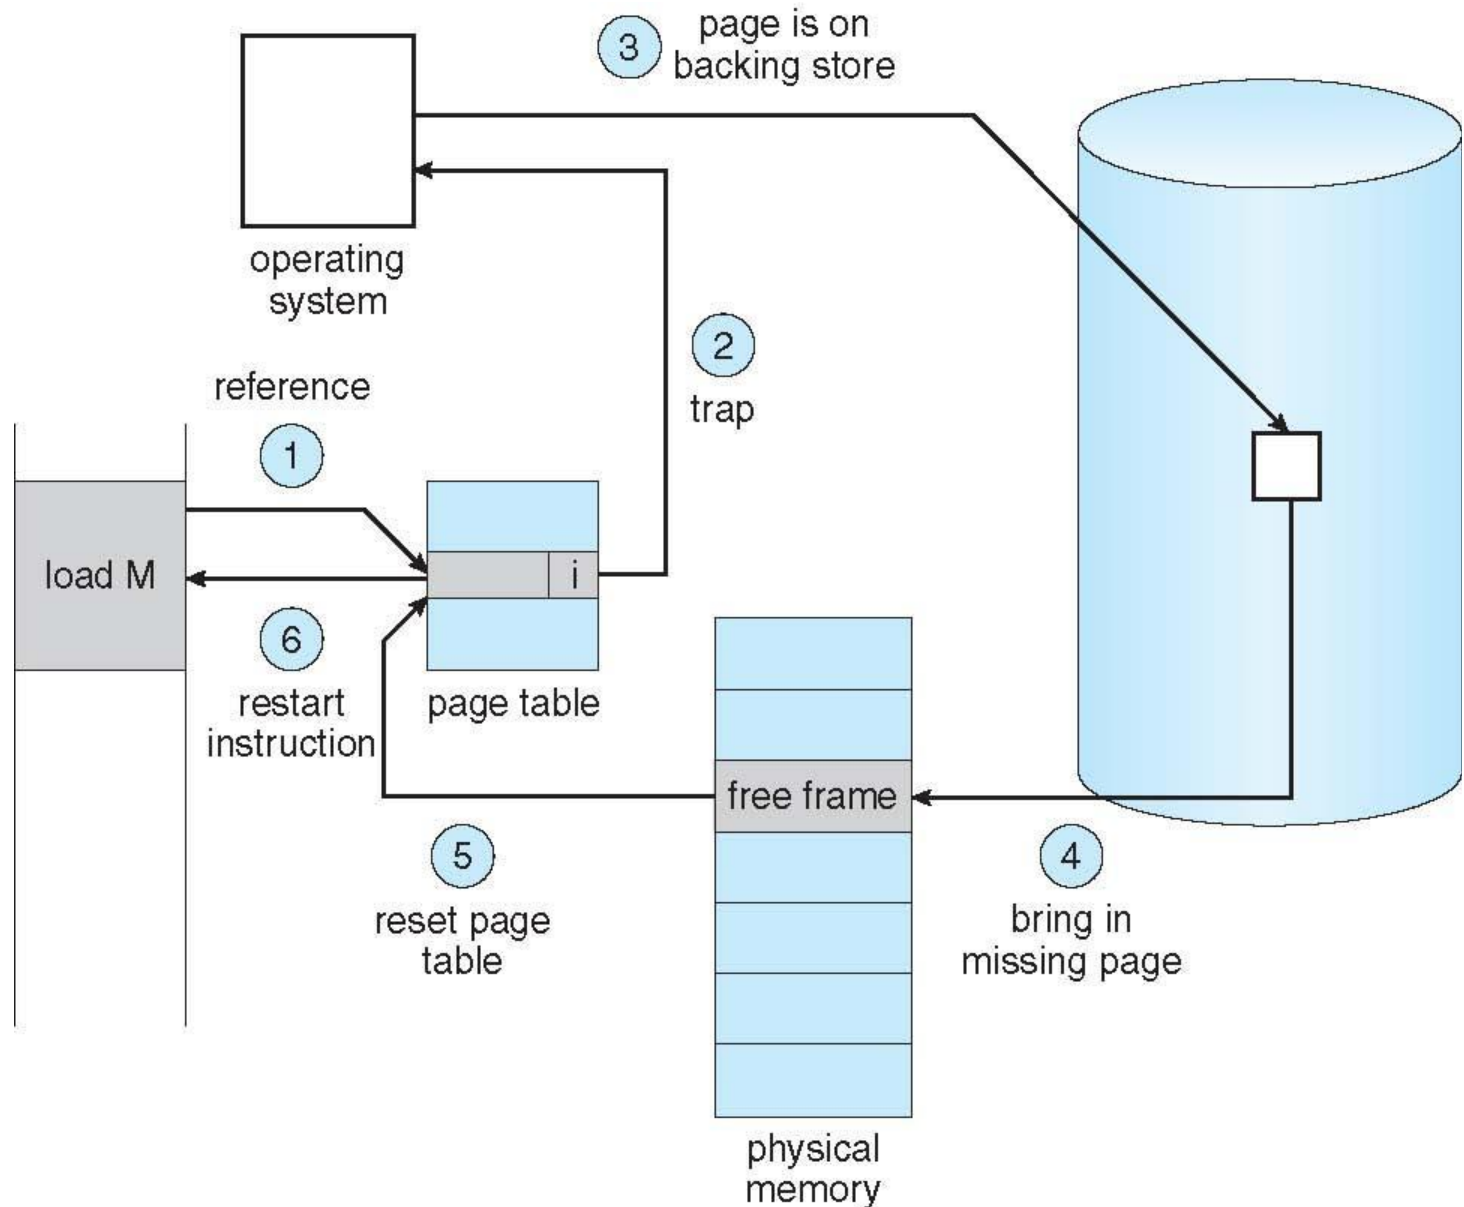 3
page is on
backing store
operating
system
2
trap
reference
1
load M
i
6
restart
instruction
page table
free frame
5
reset page
table
4
bring in
missing page
physical
memory